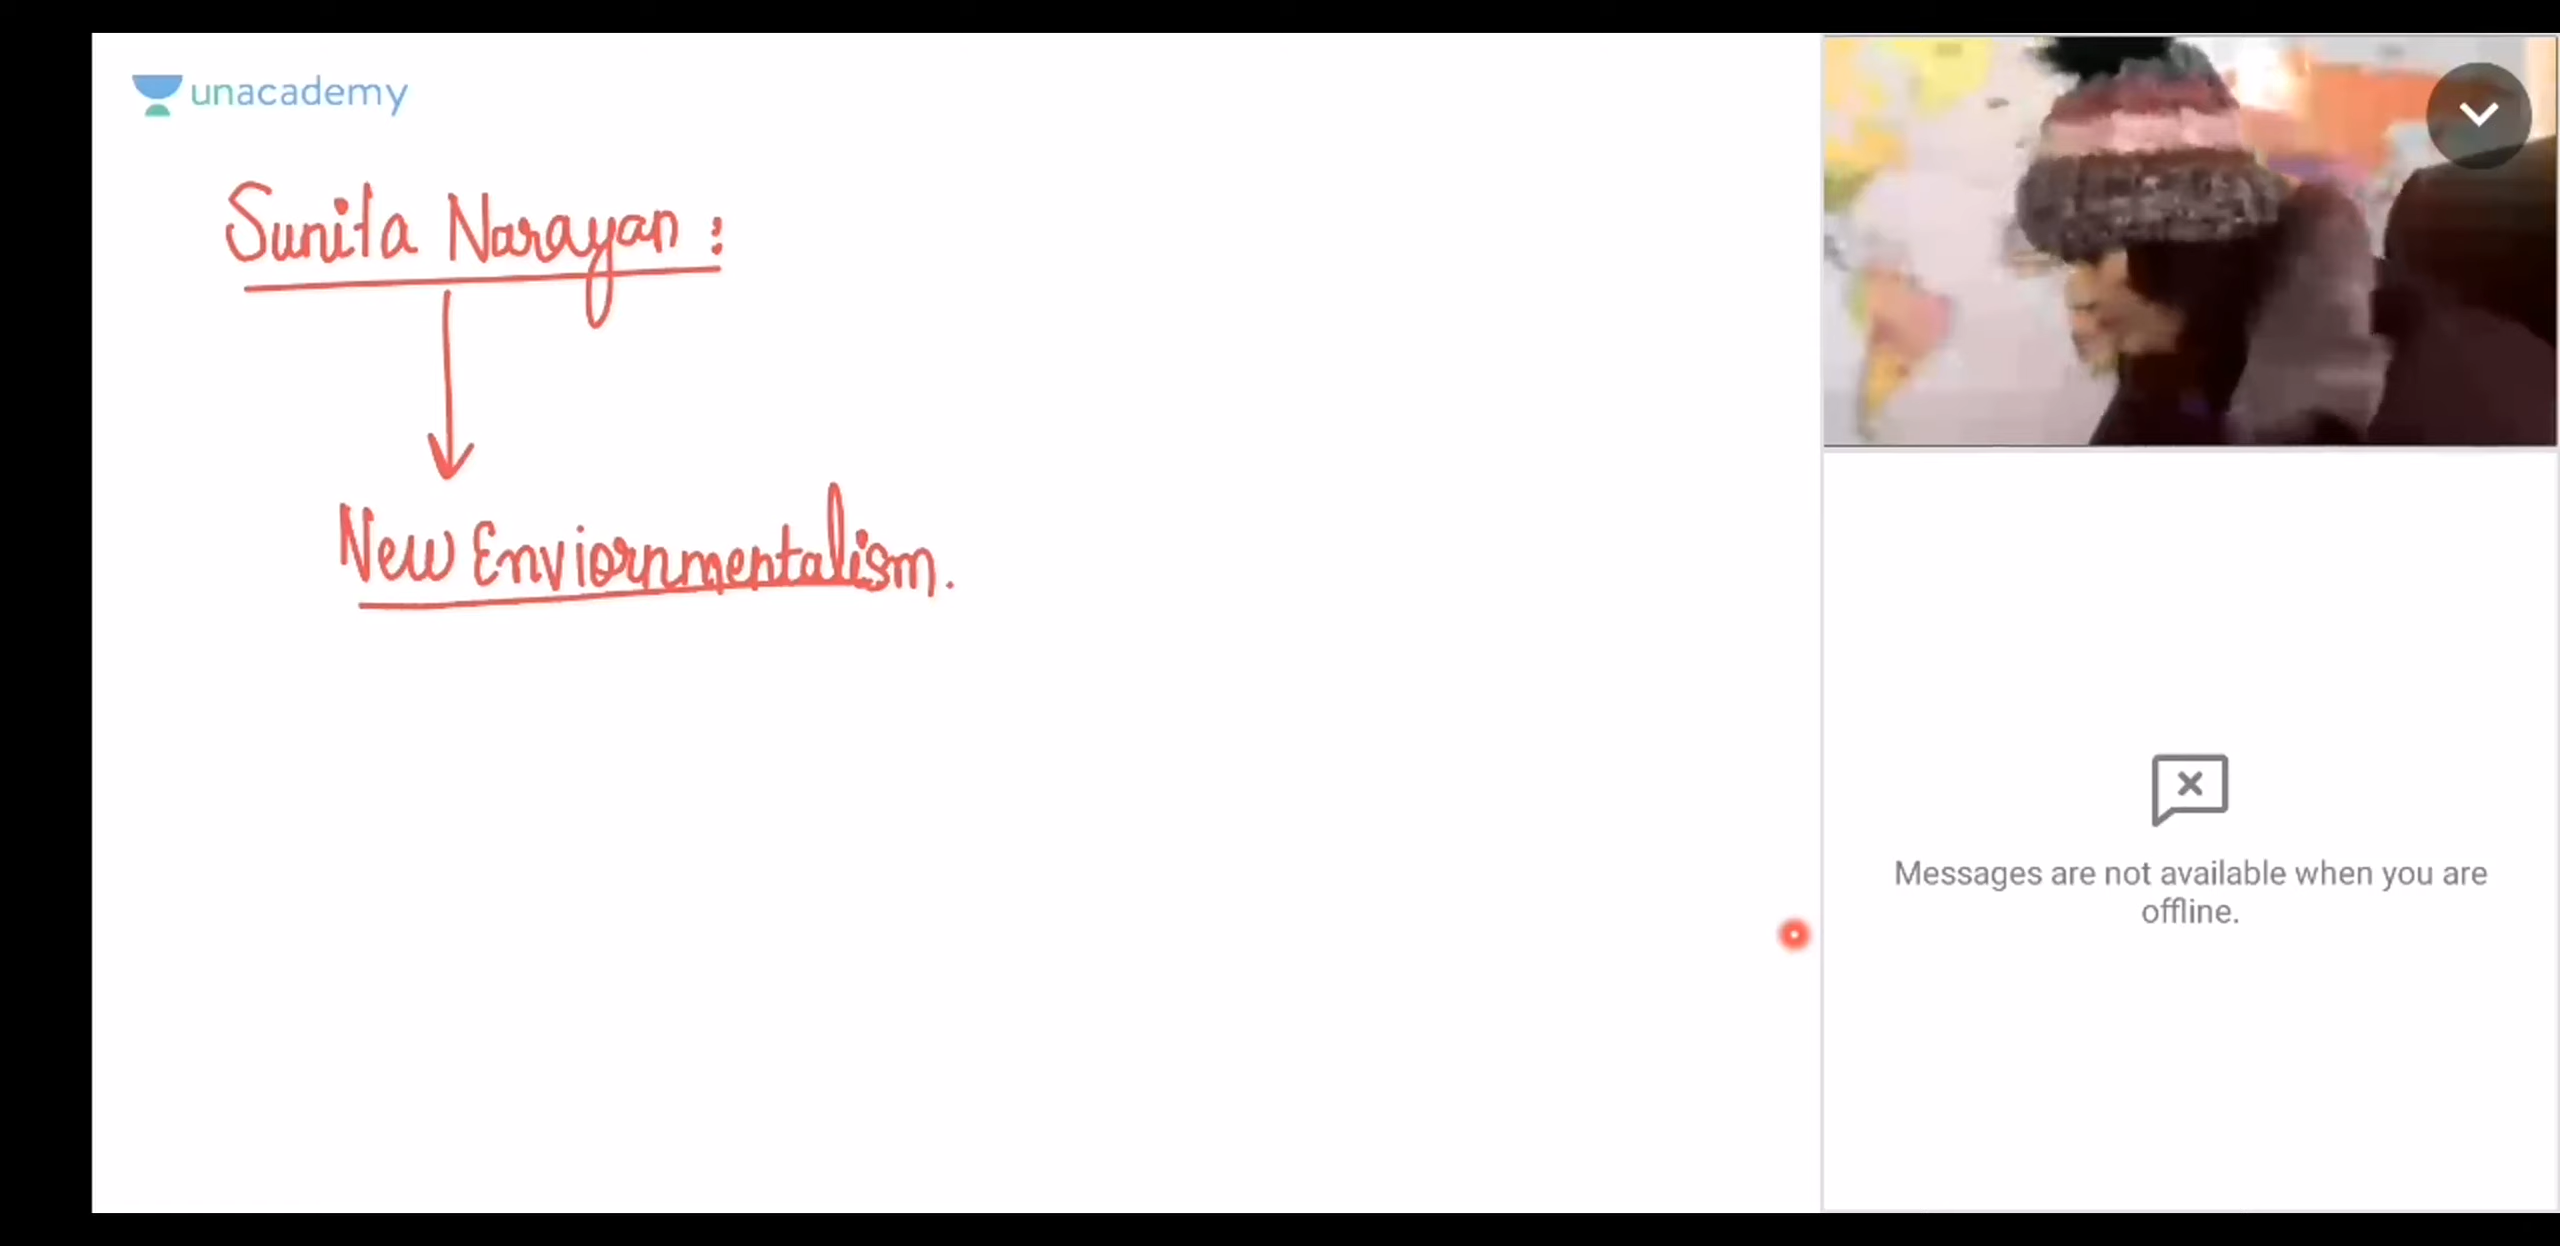 unacademy
Sunita Narayan :
New Enviornmentalism.
Messages are not available when you are
offline.